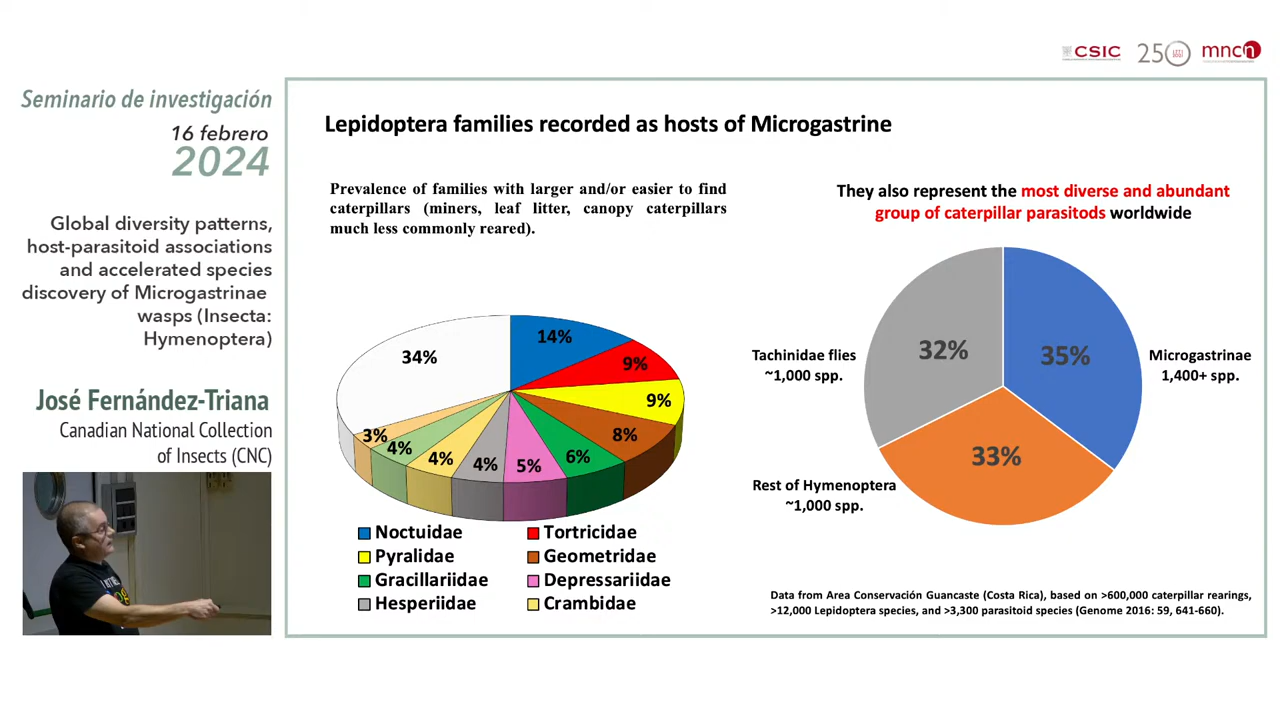 CSIC
250
mncn
Seminario de investigación
16 febrero
2024
Global diversity patterns,
host-parasitoid associations
and accelerated species
discovery of Microgastrinae
wasps (Insecta:
Hymenoptera)
José Fernández-Triana
Canadian National Collection
of Insects (CNC)
Lepidoptera families recorded as hosts of Microgastrine
Prevalence of families with larger and/or easier to find
caterpillars (miners, leaf litter, canopy caterpillars
much less commonly reared).
34%
14%
9%
9%
8%
6%
5%
4%
4%
4%
3%
Noctuidae
Tortricidae
Pyralidae
Geometridae
Gracillariidae
Depressariidae
Hesperiidae
Crambidae
They also represent the most diverse and abundant
group of caterpillar parasitods worldwide
Tachinidae flies
~1,000 spp.
32%
35%
Microgastrinae
1,400+ spp.
33%
Rest of Hymenoptera
~1,000 spp.
Data from Area Conservación Guancaste (Costa Rica), based on >600,000 caterpillar rearings,
>12,000 Lepidoptera species, and >3,300 parasitoid species (Genome 2016: 59, 641-660).